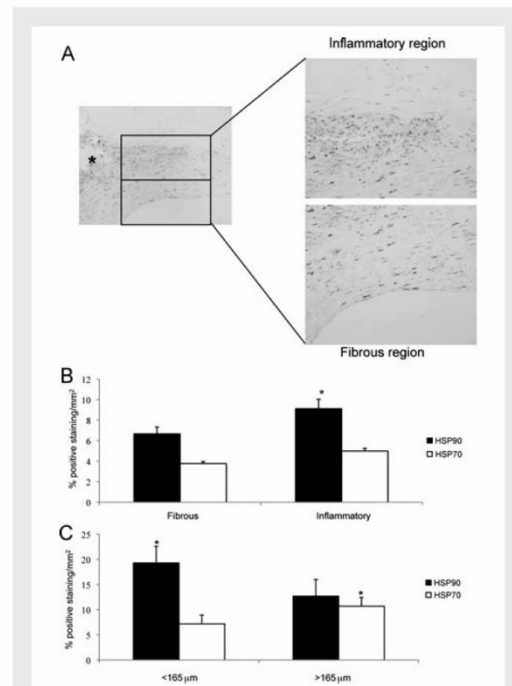 Inflammatory region
A
*
Fibrous region
B
% positive staining/mm²
12
10
8
6
4
2
0
*
HSP90
HSP70
Fibrous
Inflammatory
C
% positive staining/mm²
25
20
15
10
5
0
*
*
HSP90
HSP70
<165 µm
>165 µm